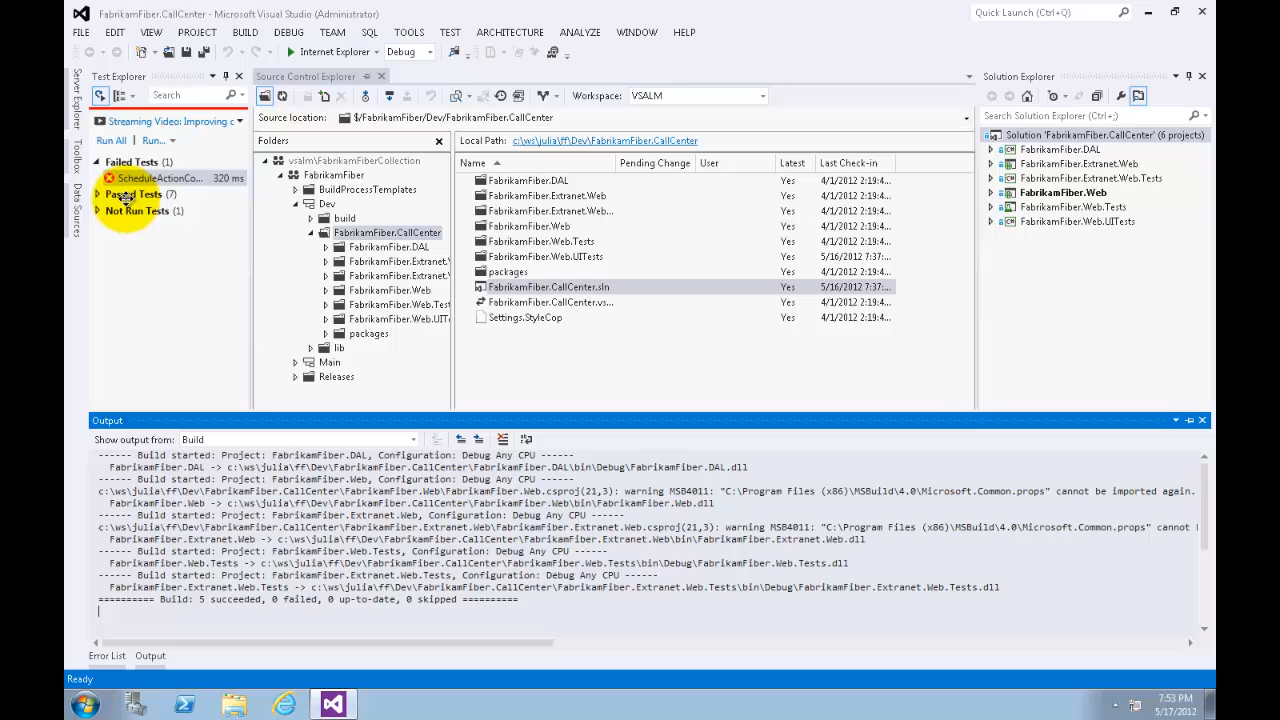 FabrikamFiber.CallCenter - Microsoft Visual Studio (Administrator)
Quick Launch (Ctrl+Q)
FILE EDIT VIEW PROJECT BUILD DEBUG TEAM SQL TOOLS TEST ARCHITECTURE ANALYZE WINDOW HELP
Internet Explorer Debug
Server Explorer
Toolbox
Data Sources
Test Explorer
Search
Streaming Video: Improving c
Run All | Run...
Failed Tests (1)
ScheduleActionCo... 320 ms
Passed Tests (7)
Not Run Tests (1)
Source Control Explorer
Workspace: VSALM
Source location: $/FabrikamFiber/Dev/FabrikamFiber.CallCenter
Folders
vsalm\FabrikamFiberCollection
FabrikamFiber
BuildProcessTemplates
Dev
build
FabrikamFiber.CallCenter
FabrikamFiber.DAL
FabrikamFiber.Extranet.\
FabrikamFiber.Extranet.\
FabrikamFiber.Web
FabrikamFiber.Web.Test
FabrikamFiber.Web.UIT
packages
lib
Main
Releases
Local Path: c:\ws\julia\ff\Dev\FabrikamFiber.CallCenter
Name Pending Change User Latest Last Check-in
FabrikamFiber.DAL Yes 4/1/2012 2:19:4...
FabrikamFiber.Extranet.Web Yes 4/1/2012 2:19:4...
FabrikamFiber.Extranet.Web... Yes 4/1/2012 2:19:4...
FabrikamFiber.Web Yes 4/1/2012 2:19:4...
FabrikamFiber.Web.Tests Yes 4/1/2012 2:19:4...
FabrikamFiber.Web.UITests Yes 5/16/2012 7:37:...
packages Yes 4/1/2012 2:19:4...
FabrikamFiber.CallCenter.sln Yes 5/16/2012 7:37:...
FabrikamFiber.CallCenter.vs... Yes 4/1/2012 2:19:4...
Settings.StyleCop Yes 4/1/2012 2:19:4...
Solution Explorer
Search Solution Explorer (Ctrl+;)
Solution 'FabrikamFiber.CallCenter' (6 projects)
FabrikamFiber.DAL
FabrikamFiber.Extranet.Web
FabrikamFiber.Extranet.Web.Tests
FabrikamFiber.Web
FabrikamFiber.Web.Tests
FabrikamFiber.Web.UITests
Output
Show output from: Build
------ Build started: Project: FabrikamFiber.DAL, Configuration: Debug Any CPU ------
FabrikamFiber.DAL -> c:\ws\julia\ff\Dev\FabrikamFiber.CallCenter\FabrikamFiber.DAL\bin\Debug\FabrikamFiber.DAL.dll
------ Build started: Project: FabrikamFiber.Web, Configuration: Debug Any CPU ------
c:\ws\julia\ff\Dev\FabrikamFiber.CallCenter\FabrikamFiber.Web\FabrikamFiber.Web.csproj(21,3): warning MSB4011: "C:\Program Files (x86)\MSBuild\4.0\Microsoft.Common.props" cannot be imported again.
FabrikamFiber.Web -> c:\ws\julia\ff\Dev\FabrikamFiber.CallCenter\FabrikamFiber.Web\bin\FabrikamFiber.Web.dll
------ Build started: Project: FabrikamFiber.Extranet.Web, Configuration: Debug Any CPU ------
c:\ws\julia\ff\Dev\FabrikamFiber.CallCenter\FabrikamFiber.Extranet.Web\FabrikamFiber.Extranet.Web.csproj(21,3): warning MSB4011: "C:\Program Files (x86)\MSBuild\4.0\Microsoft.Common.props" cannot
FabrikamFiber.Extranet.Web -> c:\ws\julia\ff\Dev\FabrikamFiber.CallCenter\FabrikamFiber.Extranet.Web\bin\FabrikamFiber.Extranet.Web.dll
------ Build started: Project: FabrikamFiber.Web.Tests, Configuration: Debug Any CPU ------
FabrikamFiber.Web.Tests -> c:\ws\julia\ff\Dev\FabrikamFiber.CallCenter\FabrikamFiber.Web.Tests\bin\Debug\FabrikamFiber.Web.Tests.dll
------ Build started: Project: FabrikamFiber.Extranet.Web.Tests, Configuration: Debug Any CPU ------
FabrikamFiber.Extranet.Web.Tests -> c:\ws\julia\ff\Dev\FabrikamFiber.CallCenter\FabrikamFiber.Extranet.Web.Tests\bin\Debug\FabrikamFiber.Extranet.Web.Tests.dll
========== Build: 5 succeeded, 0 failed, 0 up-to-date, 0 skipped ==========
Error List Output
Ready
7:53 PM
5/17/2012